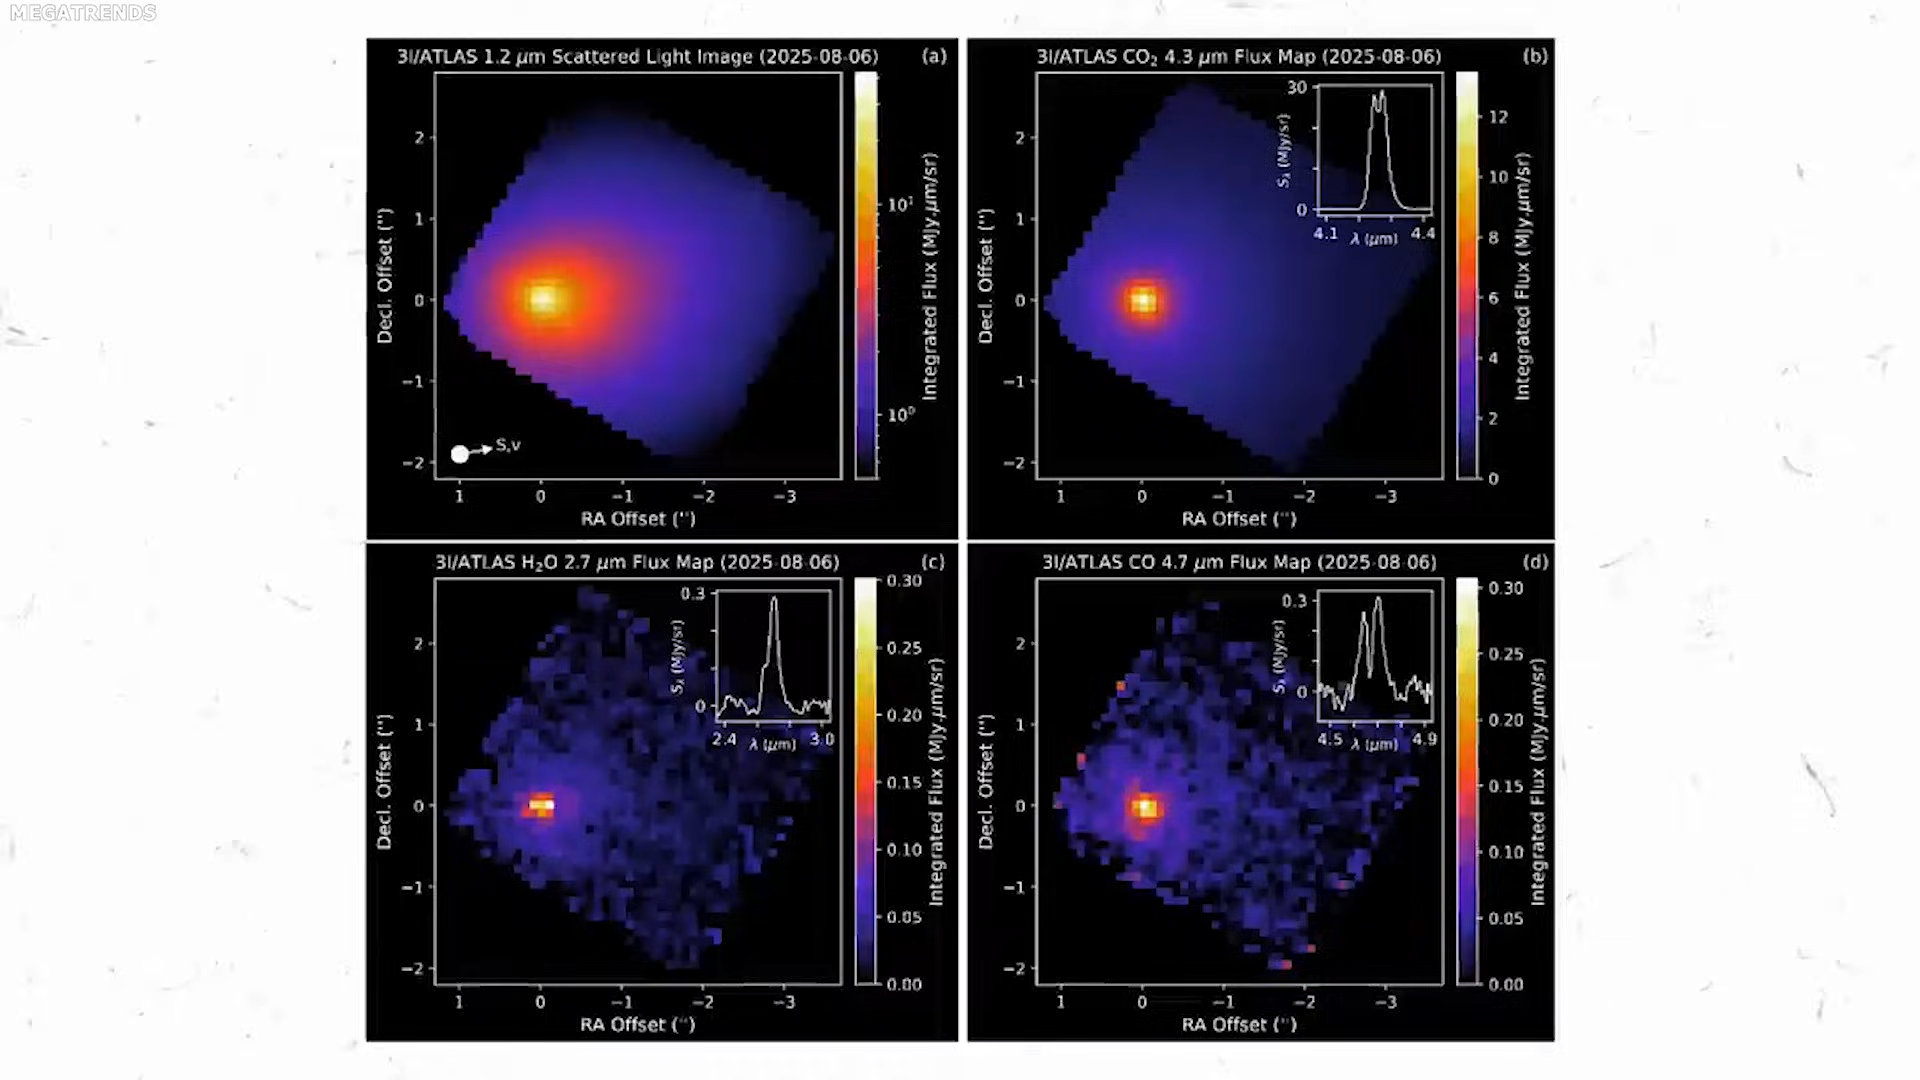 MEGATRENDS
3I/ATLAS 1.2 μm Scattered Light Image (2025-08-06) (a)
Decl. Offset ('')
2
1
0
−1
−2
S,v
1 0 −1 −2 −3
RA Offset ('')
10¹
10⁰
Integrated Flux (MJy.μm/sr)
3I/ATLAS CO₂ 4.3 μm Flux Map (2025-08-06) (b)
Decl. Offset ('')
2
1
0
−1
−2
30
0
Sλ (MJy/sr)
4.1 λ (μm) 4.4
1 0 −1 −2 −3
RA Offset ('')
12
10
8
6
4
2
0
Integrated Flux (MJy.μm/sr)
3I/ATLAS H₂O 2.7 μm Flux Map (2025-08-06) (c)
Decl. Offset ('')
2
1
0
−1
−2
0.3
0
Sλ (MJy/sr)
2.4 λ (μm) 3.0
1 0 −1 −2 −3
RA Offset ('')
0.30
0.25
0.20
0.15
0.10
0.05
0.00
Integrated Flux (MJy.μm/sr)
3I/ATLAS CO 4.7 μm Flux Map (2025-08-06) (d)
Decl. Offset ('')
2
1
0
−1
−2
0.3
0
Sλ (MJy/sr)
4.5 λ (μm) 4.9
1 0 −1 −2 −3
RA Offset ('')
0.30
0.25
0.20
0.15
0.10
0.05
0.00
Integrated Flux (MJy.μm/sr)